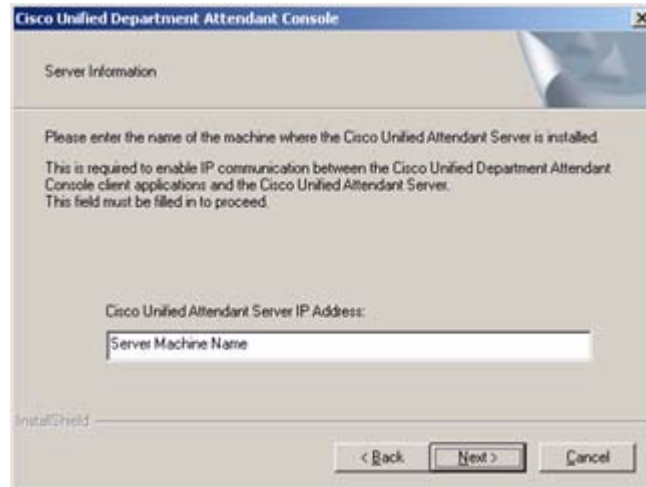 Cisco Unified Department Attendant Console
Server Information
Please enter the name of the machine where the Cisco Unified Attendant Server is installed.
This is required to enable IP communication between the Cisco Unified Department Attendant
Console client applications and the Cisco Unified Attendant Server.
This field must be filled in to proceed.
Cisco Unified Attendant Server IP Address:
Server Machine Name
InstallShield
< Back
Next >
Cancel